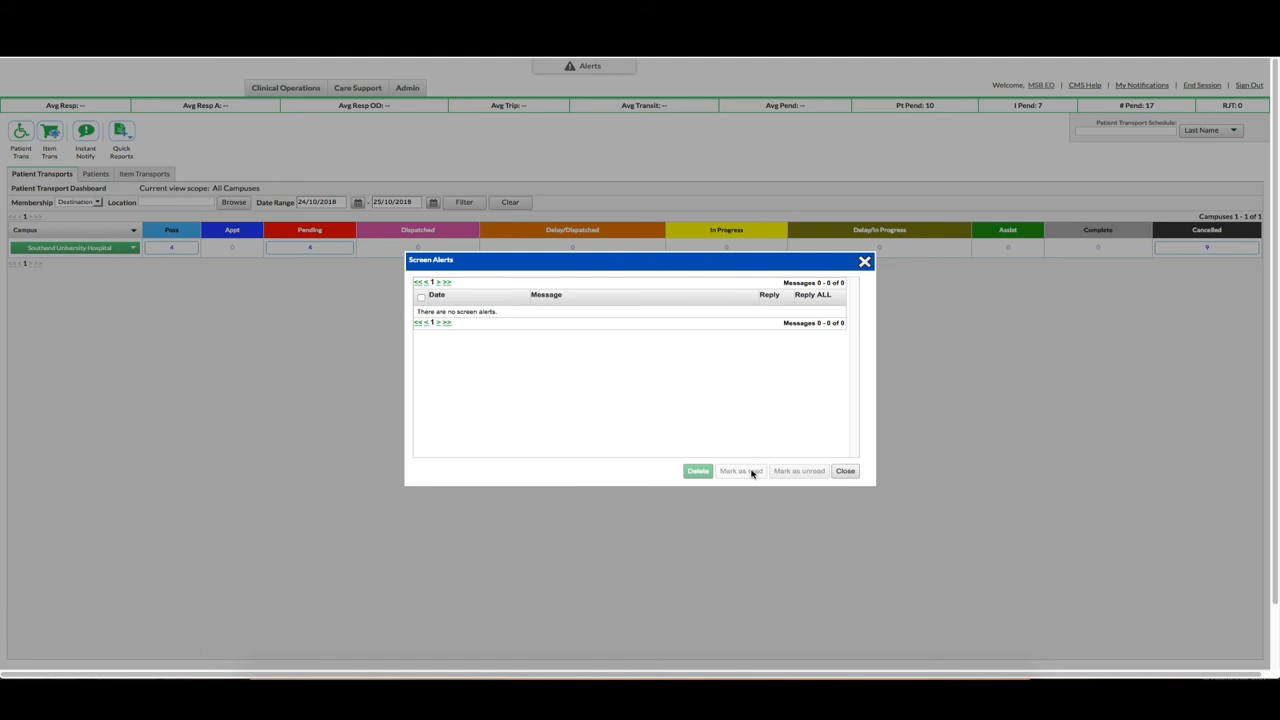 Alerts
Clinical Operations Care Support Admin
Welcome, MSB ED | CMS Help | My Notifications | End Session | Sign Out
Avg Resp: -- Avg Resp A: -- Avg Resp OD: -- Avg Trip: -- Avg Transit: -- Avg Pend: -- Pt Pend: 10 I Pend: 7 # Pend: 17 RJT: 0
Patient Trans
Item Trans
Instant Notify
Quick Reports
Patient Transport Schedule:
Last Name
Patient Transports Patients Item Transports
Patient Transport Dashboard Current view scope: All Campuses
Membership Destination Location Browse Date Range 24/10/2018 - 25/10/2018 Filter Clear
<< < 1 > >> Campuses 1 - 1 of 1
Campus Poss Appt Pending Dispatched Delay/Dispatched In Progress Delay/In Progress Assist Complete Cancelled
Southend University Hospital 4 0 4 0 0 0 0 0 0 9
<< < 1 > >>
Screen Alerts
<< < 1 > >> Messages 0 - 0 of 0
Date Message Reply Reply ALL
There are no screen alerts.
<< < 1 > >> Messages 0 - 0 of 0
Delete Mark as read Mark as unread Close